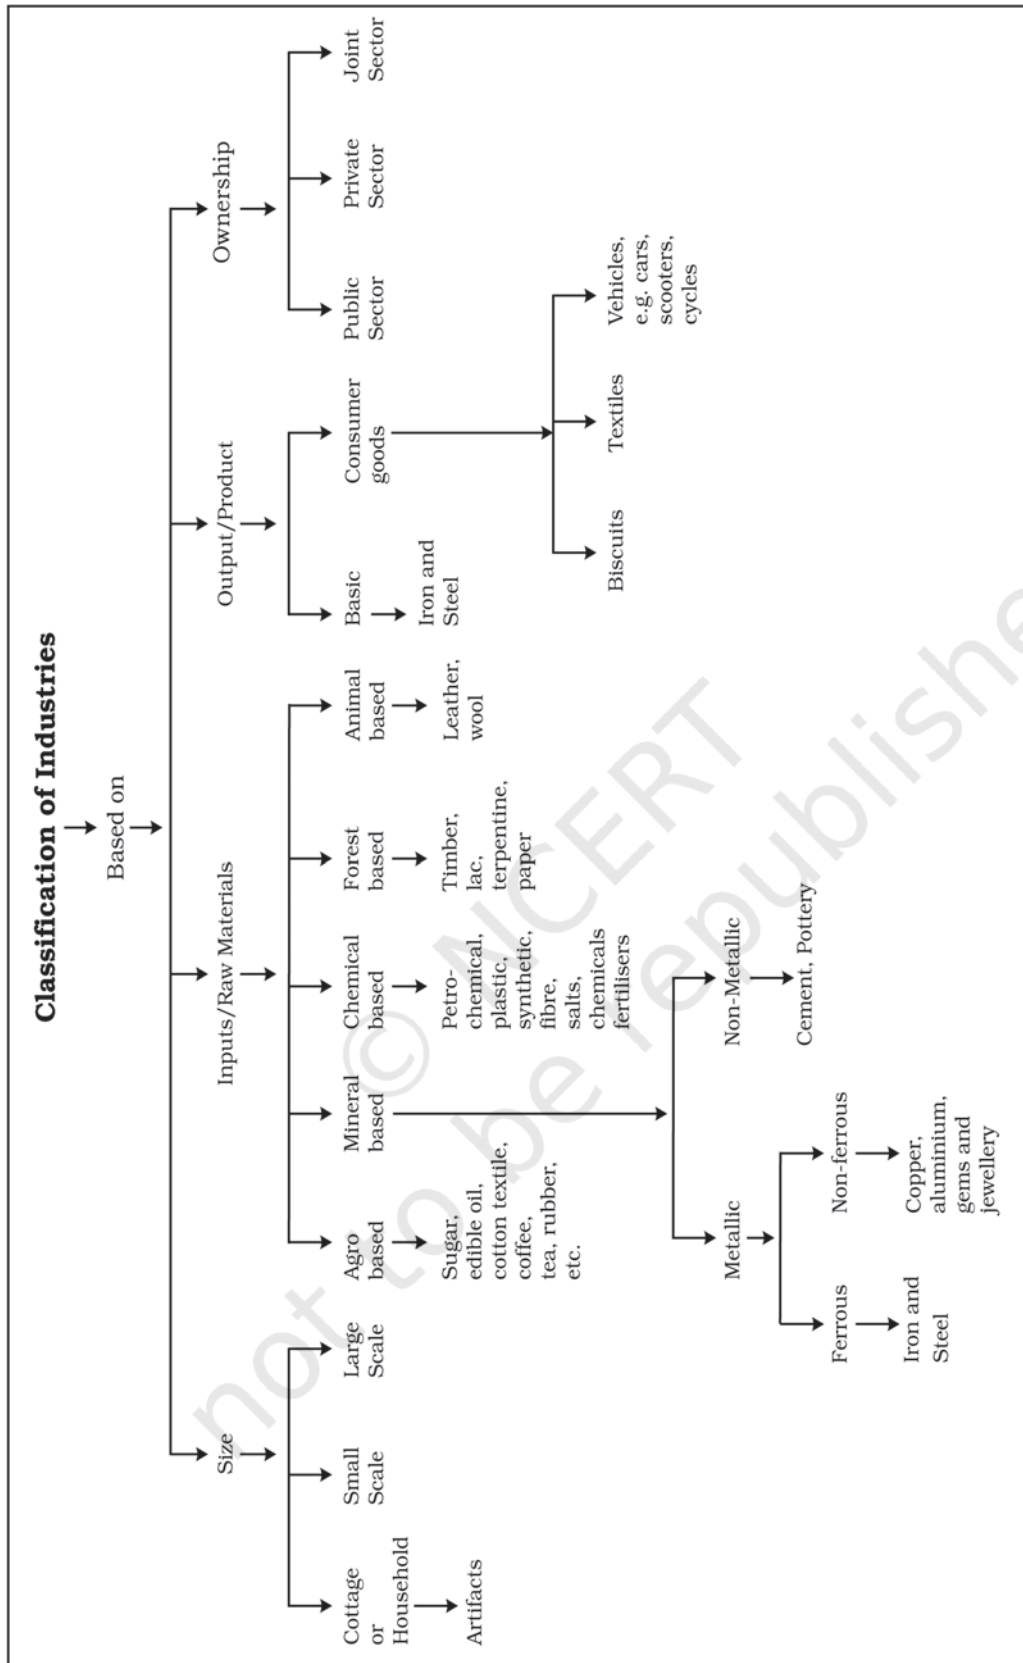 Classification of Industries
Based on
Size
Inputs/Raw Materials
Output/Product
Ownership
Cottage
or
Household
Artifacts
Small
Scale
Large
Scale
Agro
based
Sugar,
edible oil,
cotton textile,
coffee,
tea, rubber,
etc.
Mineral
based
Chemical
based
Petro-
chemical,
plastic,
synthetic,
fibre,
salts,
chemicals
fertilisers
Forest
based
Timber,
lac,
terpentine,
paper
Animal
based
Leather,
wool
Basic
Iron and
Steel
Consumer
goods
Public
Sector
Private
Sector
Joint
Sector
Biscuits
Textiles
Vehicles,
e.g. cars,
scooters,
cycles
Metallic
Non-Metallic
Cement, Pottery
Ferrous
Iron and
Steel
Non-ferrous
Copper,
aluminium,
gems and
jewellery
© NCERT
not to be republishe